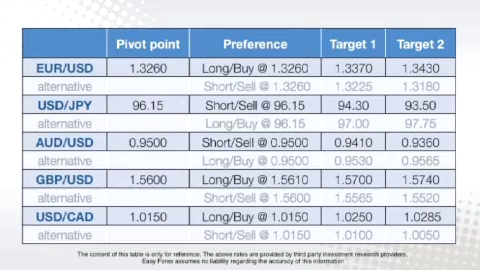 Pivot point Preference Target 1 Target 2
EUR/USD 1.3260 Long/Buy @ 1.3260 1.3370 1.3430
alternative Short/Sell @ 1.3260 1.3225 1.3180
USD/JPY 96.15 Short/Sell @ 96.15 94.30 93.50
alternative Long/Buy @ 96.15 97.00 97.75
AUD/USD 0.9500 Short/Sell @ 0.9500 0.9410 0.9360
alternative Long/Buy @ 0.9500 0.9530 0.9565
GBP/USD 1.5600 Long/Buy @ 1.5610 1.5700 1.5740
alternative Short/Sell @ 1.5600 1.5565 1.5520
USD/CAD 1.0150 Long/Buy @ 1.0150 1.0250 1.0285
alternative Short/Sell @ 1.0150 1.0100 1.0050
The content of this table is only for reference. The above rates are provided by third party investment research providers.
Easy Forex assumes no liability regarding the accuracy of this information